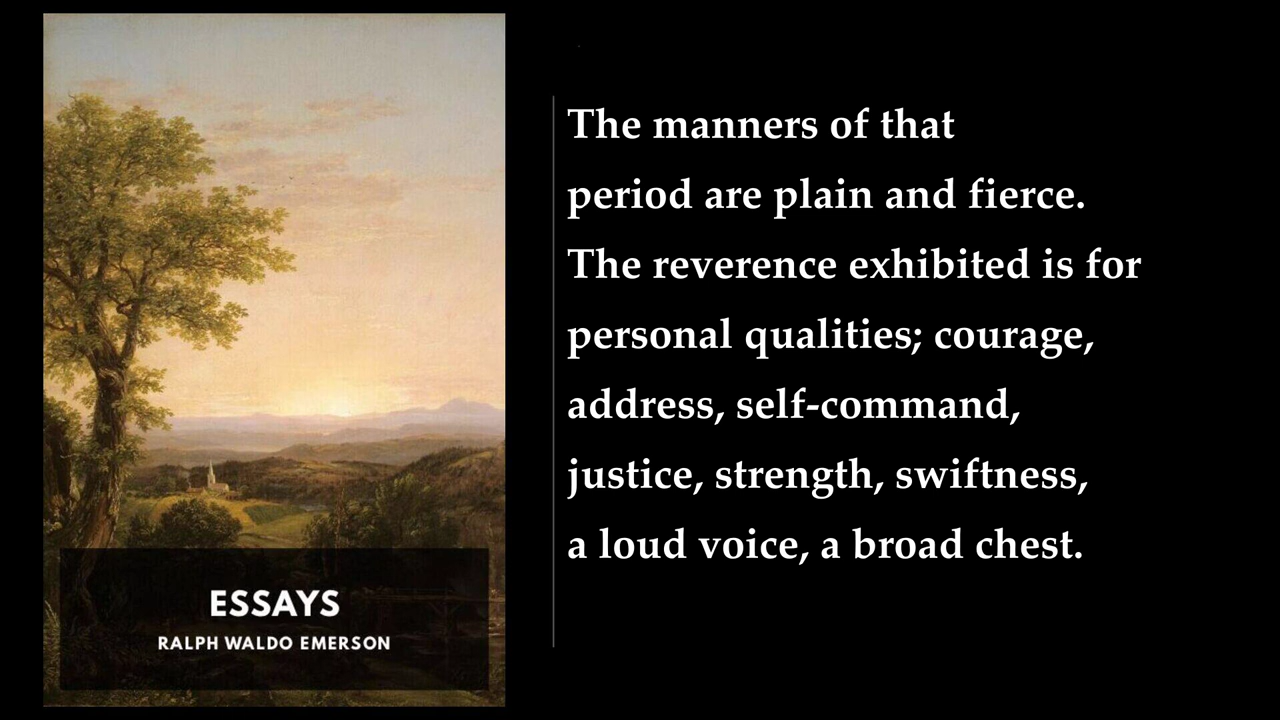 The manners of that
period are plain and fierce.
The reverence exhibited is for
personal qualities; courage,
address, self-command,
justice, strength, swiftness,
a loud voice, a broad chest.
ESSAYS
RALPH WALDO EMERSON